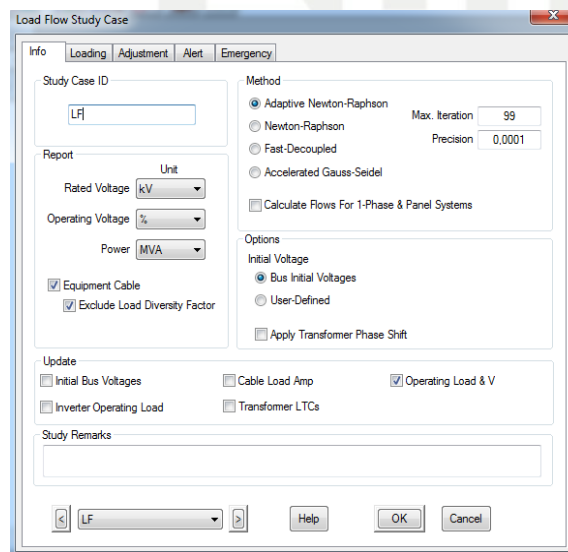 Load Flow Study Case
Info Loading Adjustment Alert Emergency
Study Case ID
LF
Report
Unit
Rated Voltage kV
Operating Voltage %
Power MVA
Equipment Cable
Exclude Load Diversity Factor
Method
Adaptive Newton-Raphson
Newton-Raphson
Fast-Decoupled
Accelerated Gauss-Seidel
Max. Iteration 99
Precision 0,0001
Calculate Flows For 1-Phase & Panel Systems
Options
Initial Voltage
Bus Initial Voltages
User-Defined
Apply Transformer Phase Shift
Update
Initial Bus Voltages Cable Load Amp Operating Load & V
Inverter Operating Load Transformer LTCs
Study Remarks
< LF > Help OK Cancel